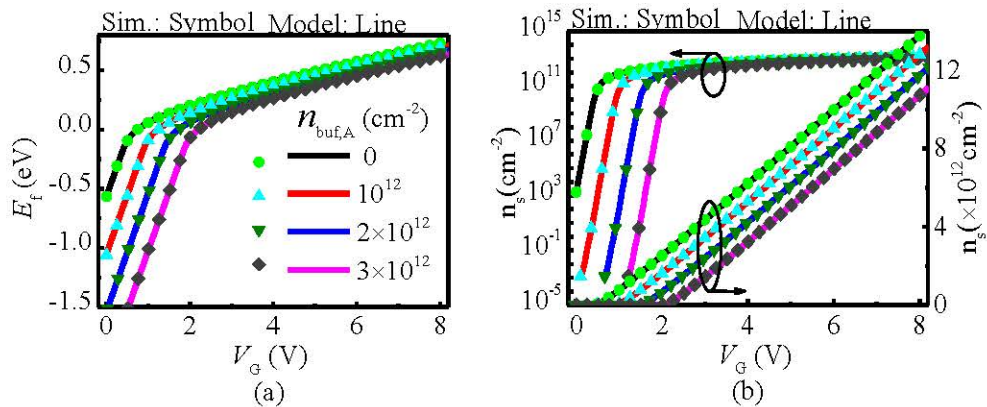 Sim.: Symbol Model: Line
0.5
0.0
-0.5
-1.0
-1.5
E_f (eV)
n_buf,A (cm^-2)
0
10^12
2×10^12
3×10^12
0 2 4 6 8
V_G (V)
(a)
Sim.: Symbol Model: Line
10^15
10^11
10^7
10^3
10^-1
10^-5
n_s(cm^-2)
12
8
4
0
n_s(×10^12cm^-2)
0 2 4 6 8
V_G (V)
(b)